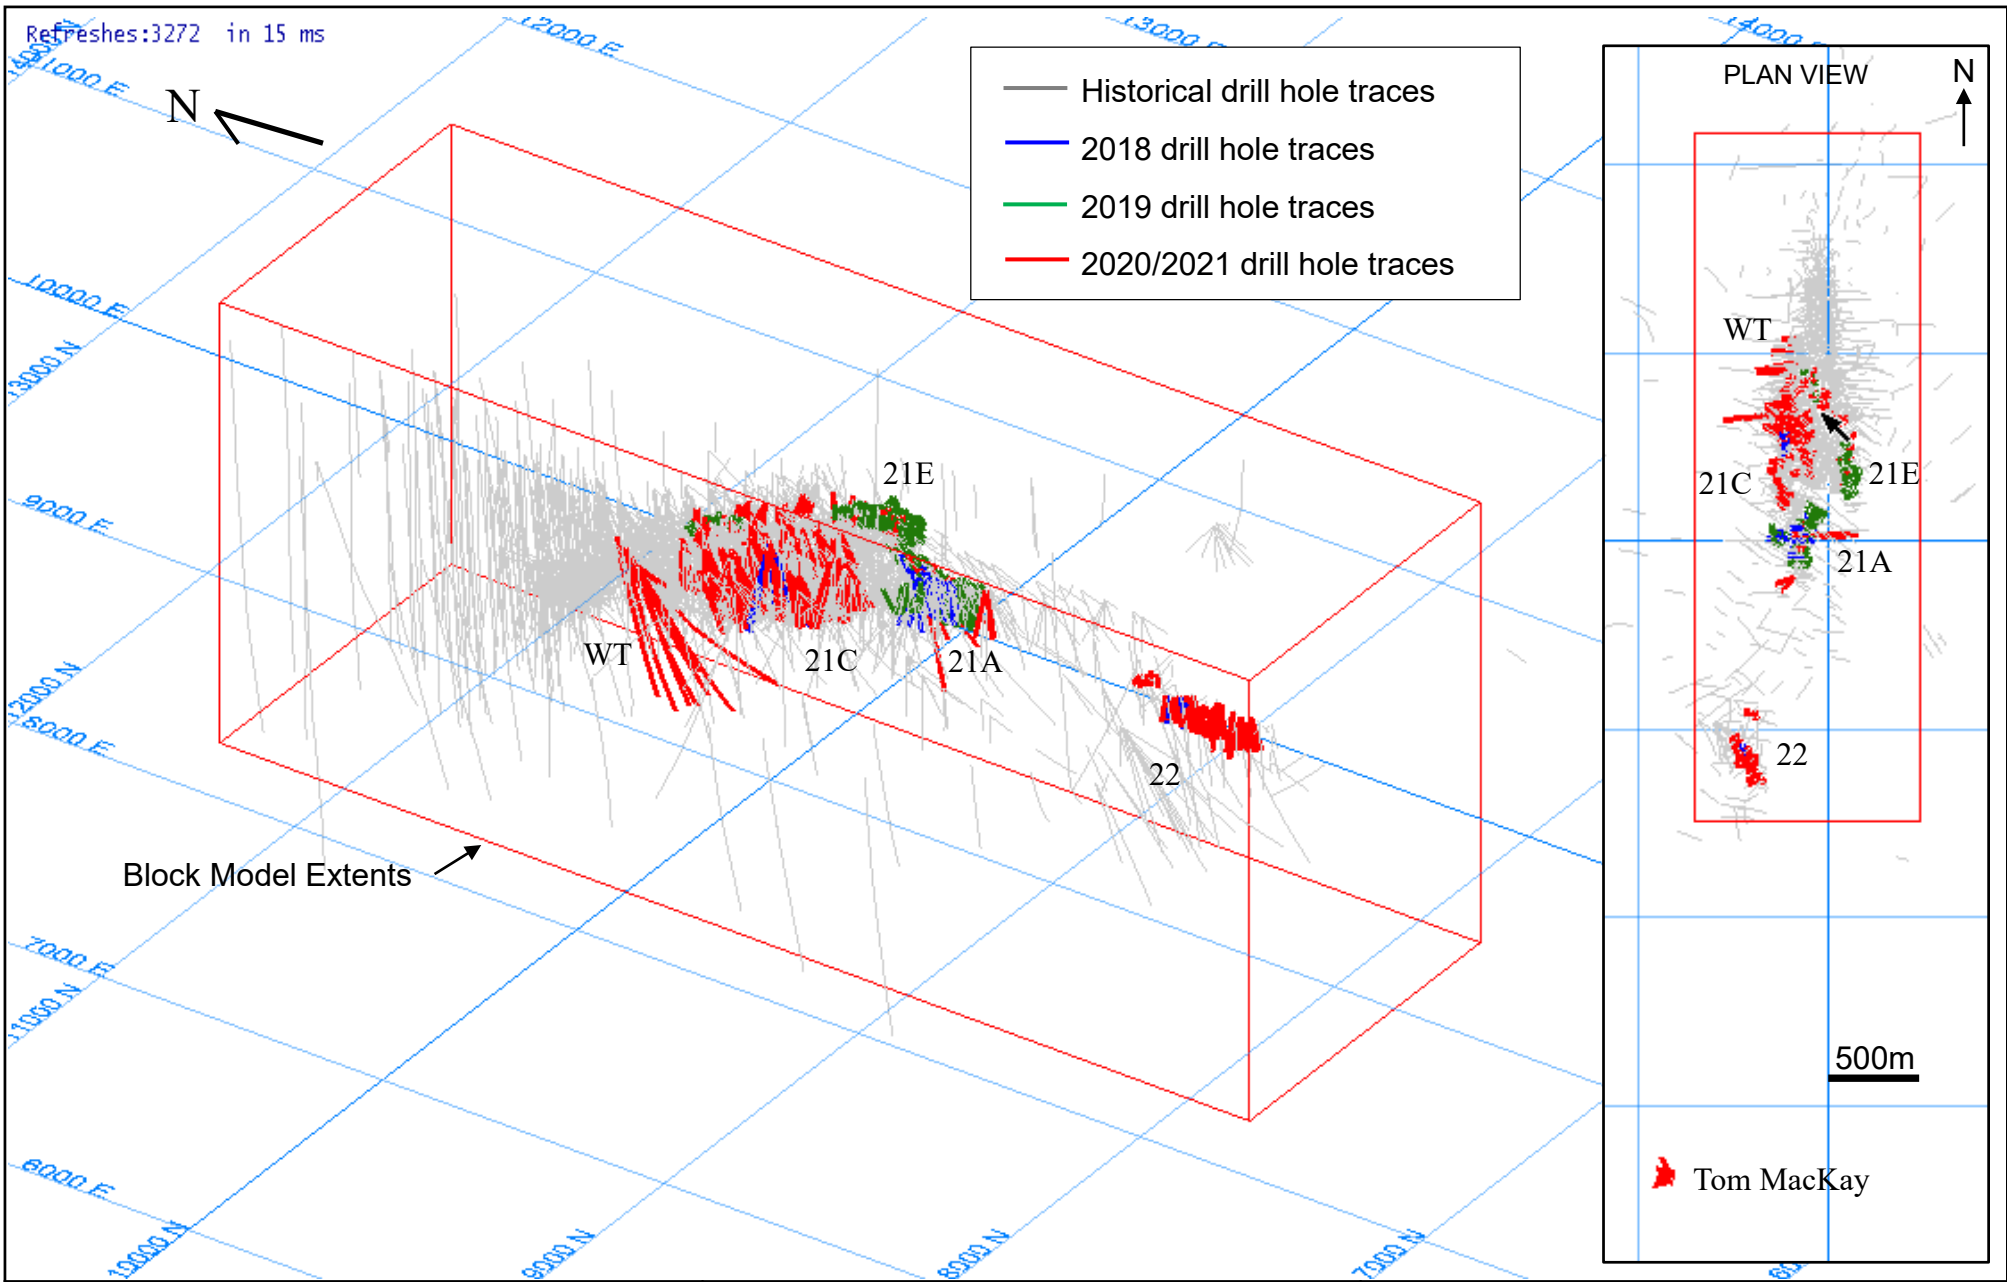 Refreshes:3272 in 15 ms
12000 E
13000 E
14000 E
11000 E
N
Historical drill hole traces
2018 drill hole traces
2019 drill hole traces
2020/2021 drill hole traces
PLAN VIEW
N
10000 E
13000 N
9000 E
12000 N
8000 E
7000 E
11000 N
6000 E
10000 N
9000 N
8000 N
7000 N
21E
WT
21C
21A
22
Block Model Extents
WT
21C
21E
21A
22
500m
Tom MacKay